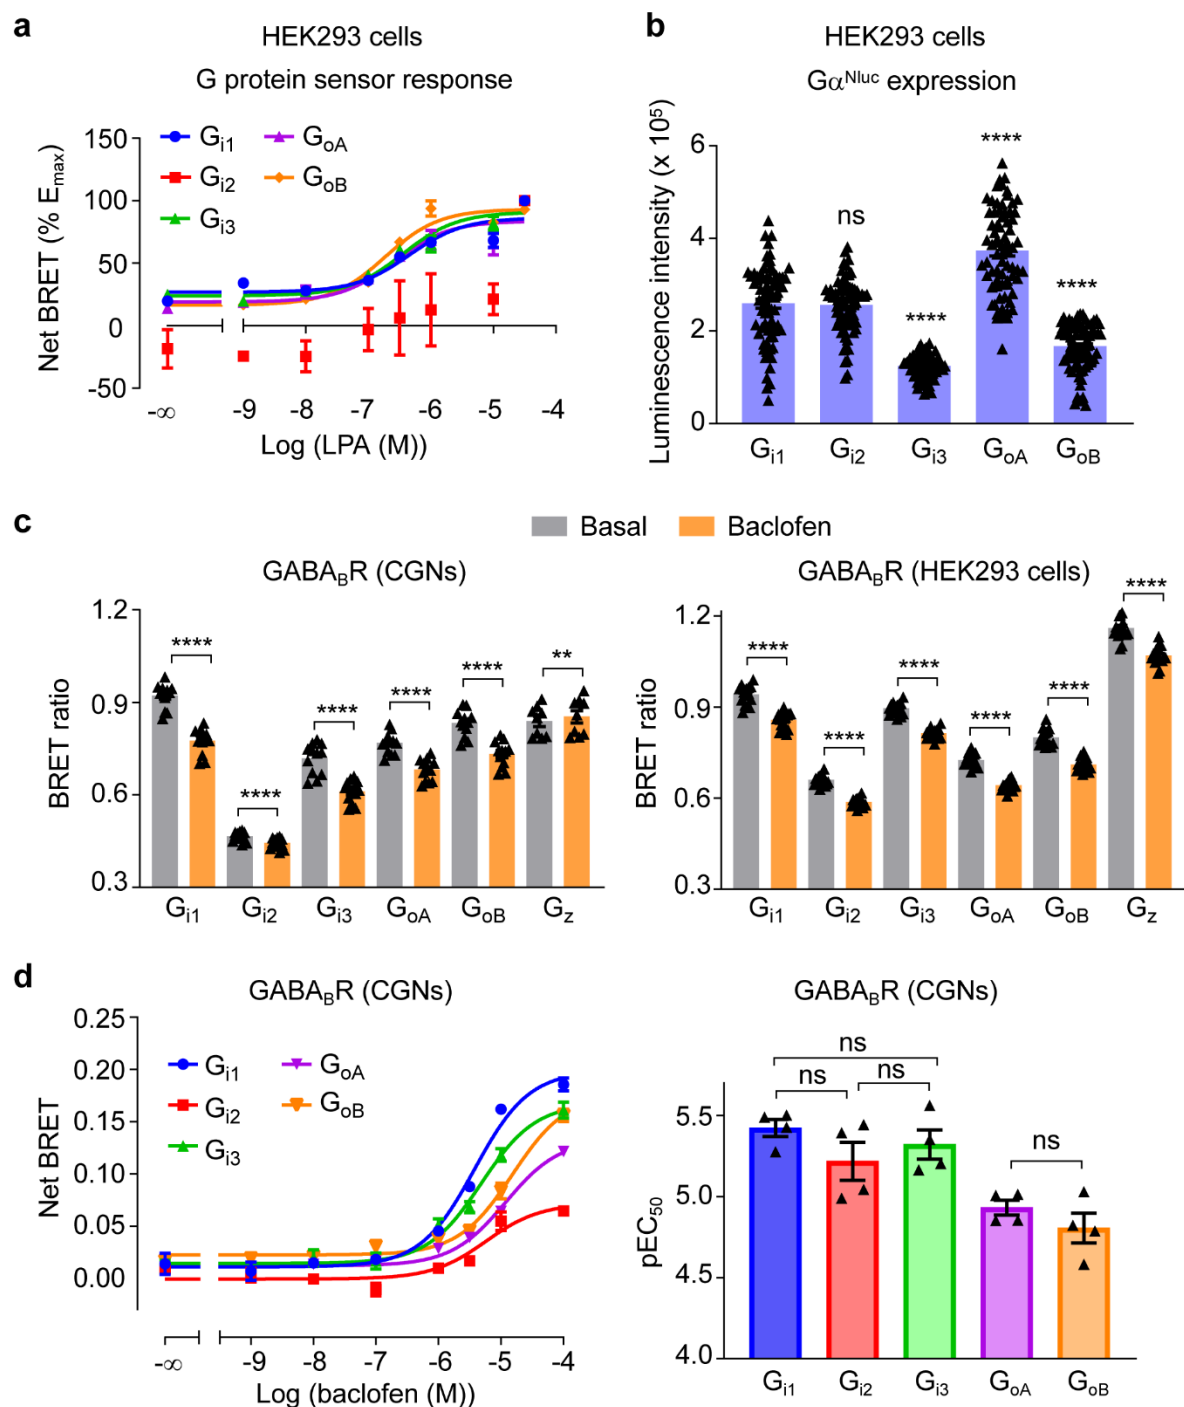 a
HEK293 cells
G protein sensor response
Net BRET (% Emax)
150
100
50
0
-50
Gi1
Gi2
Gi3
GoA
GoB
-∞
-9
-8
-7
-6
-5
-4
Log (LPA (M))
b
HEK293 cells
GαNluc expression
Luminescence intensity (x 10⁵)
6
4
2
0
ns
****
****
****
Gi1
Gi2
Gi3
GoA
GoB
c
Basal
Baclofen
GABABR (CGNs)
BRET ratio
1.2
0.9
0.6
0.3
****
****
****
****
****
**
Gi1
Gi2
Gi3
GoA
GoB
Gz
GABABR (HEK293 cells)
BRET ratio
1.2
0.9
0.6
0.3
****
****
****
****
****
****
Gi1
Gi2
Gi3
GoA
GoB
Gz
d
GABABR (CGNs)
Net BRET
0.25
0.20
0.15
0.10
0.05
0.00
Gi1
Gi2
Gi3
GoA
GoB
-∞
-9
-8
-7
-6
-5
-4
Log (baclofen (M))
GABABR (CGNs)
pEC50
5.5
5.0
4.5
4.0
ns
ns
ns
ns
Gi1
Gi2
Gi3
GoA
GoB